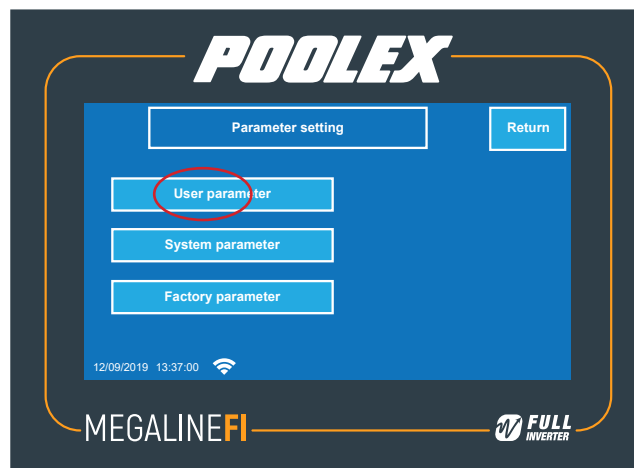 POOLEX
Parameter setting
Return
User parameter
System parameter
Factory parameter
12/09/2019 13:37:00
MEGALINEFI
FULL
INVERTER